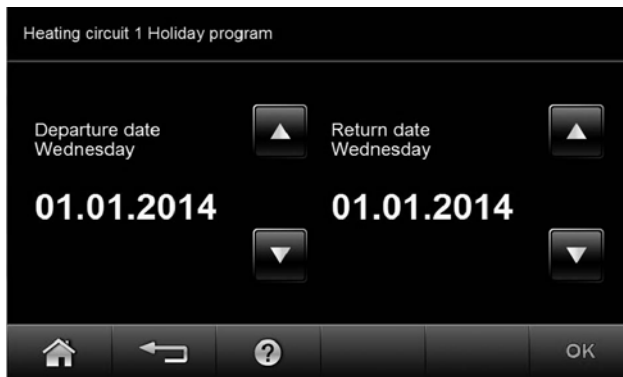 Heating circuit 1 Holiday program
Departure date
Wednesday
01.01.2014
Return date
Wednesday
01.01.2014
?
OK